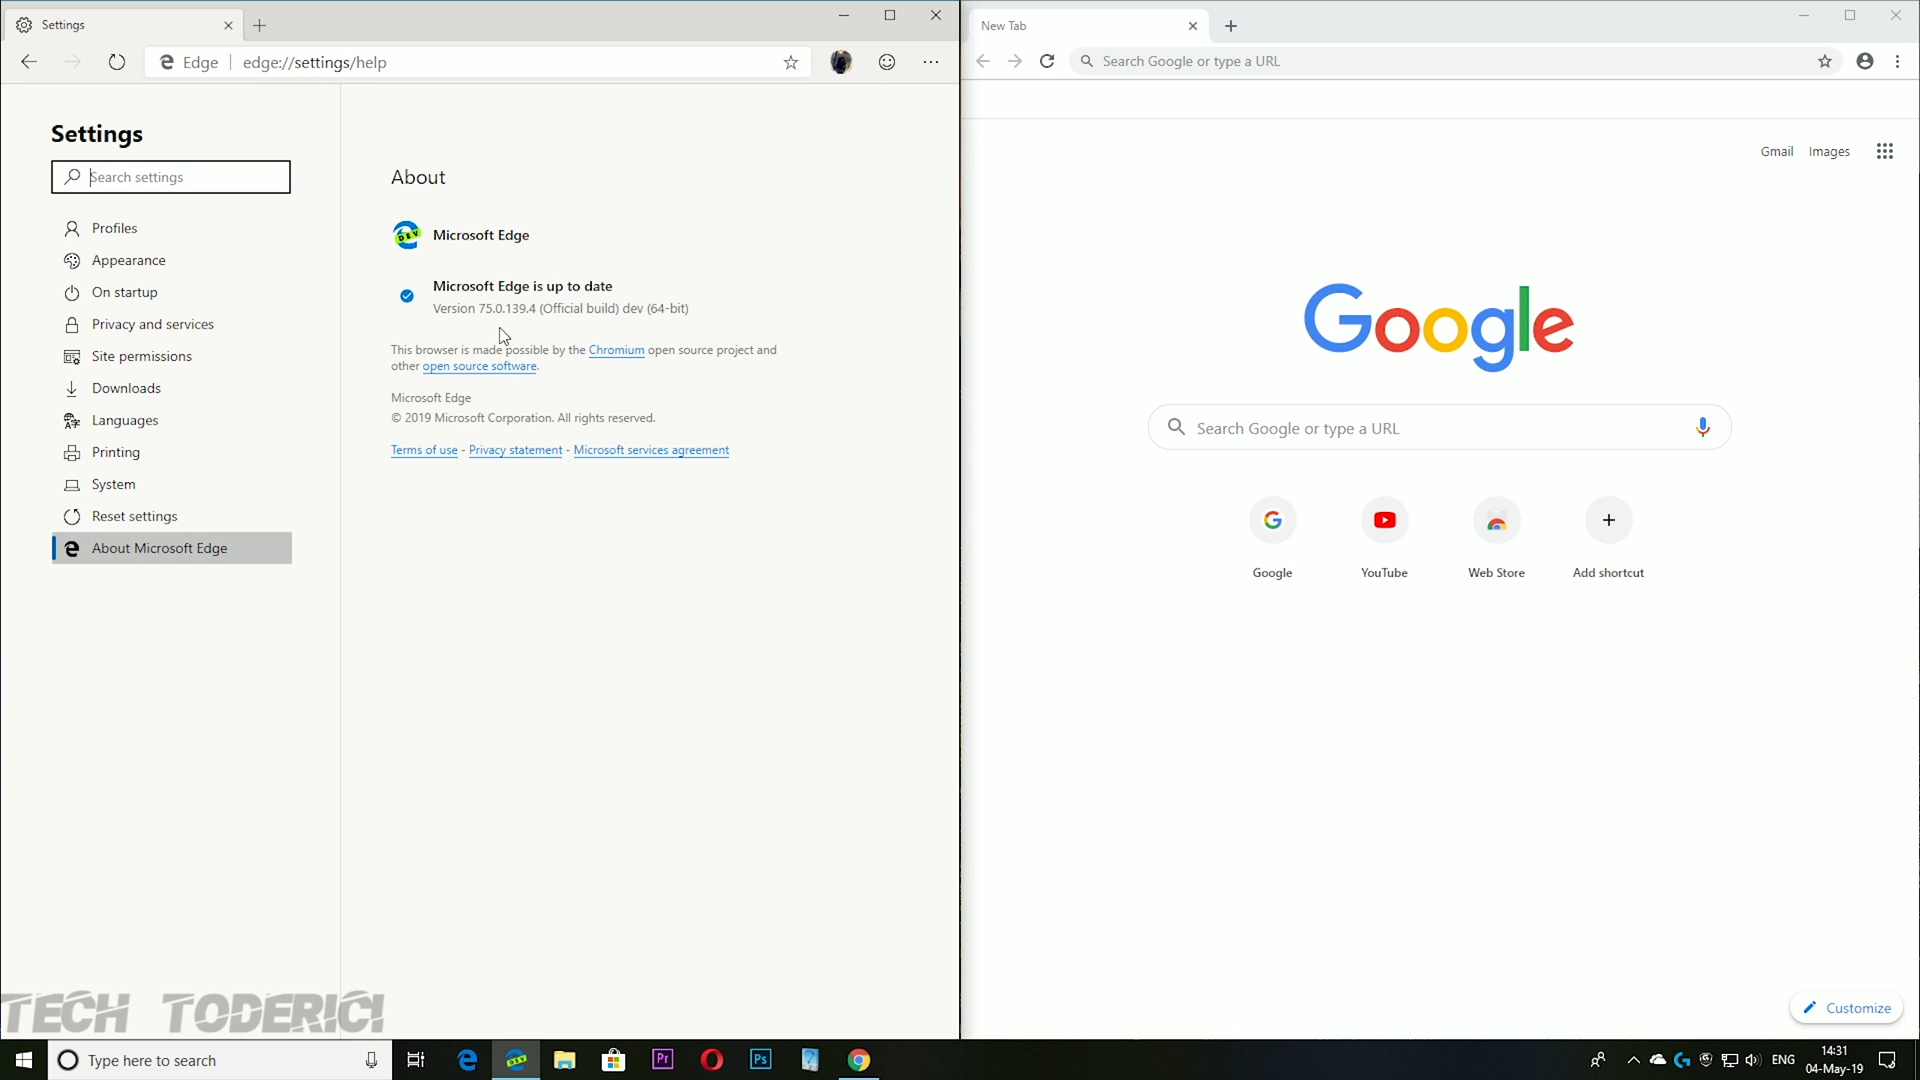 Settings
Edge
edge://settings/help
Settings
Search settings
Profiles
Appearance
On startup
Privacy and services
Site permissions
Downloads
Languages
Printing
System
Reset settings
About Microsoft Edge
About
DEV
Microsoft Edge
Microsoft Edge is up to date
Version 75.0.139.4 (Official build) dev (64-bit)
This browser is made possible by the Chromium open source project and
other open source software.
Microsoft Edge
© 2019 Microsoft Corporation. All rights reserved.
Terms of use - Privacy statement - Microsoft services agreement
New Tab
Search Google or type a URL
Gmail Images
Google
Search Google or type a URL
Google
YouTube
Web Store
Add shortcut
Customize
TECH TODERICI
Type here to search
DEV
Pr
Ps
ENG
14:31
04-May-19